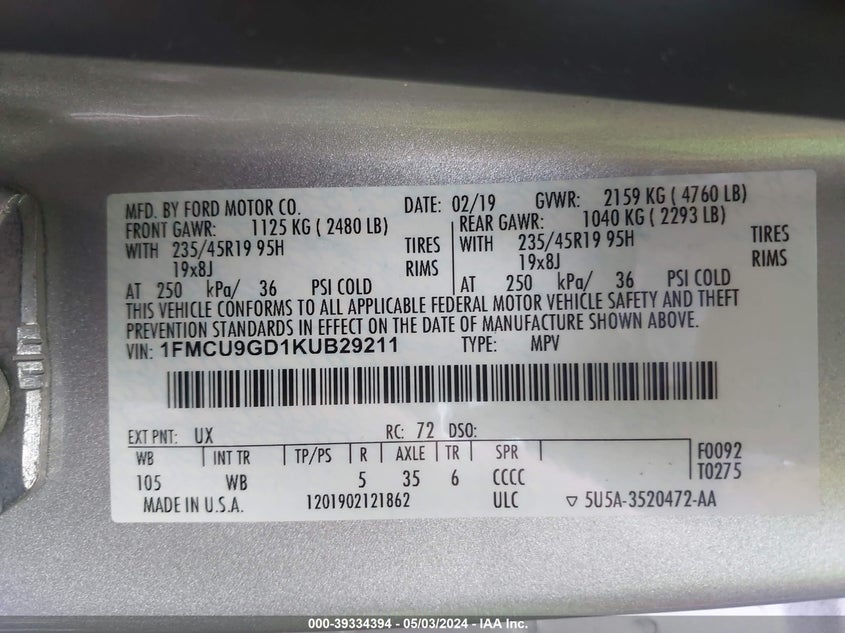 MFD. BY FORD MOTOR CO. DATE: 02/19 GVWR: 2159 KG ( 4760 LB)
FRONT GAWR: 1125 KG ( 2480 LB) REAR GAWR: 1040 KG ( 2293 LB)
WITH 235/45R19 95H TIRES WITH 235/45R19 95H TIRES
19x8J RIMS 19x8J RIMS
AT 250 kPa/ 36 PSI COLD AT 250 kPa/ 36 PSI COLD
THIS VEHICLE CONFORMS TO ALL APPLICABLE FEDERAL MOTOR VEHICLE SAFETY AND THEFT
PREVENTION STANDARDS IN EFFECT ON THE DATE OF MANUFACTURE SHOWN ABOVE.
VIN: 1FMCU9GD1KUB29211 TYPE: MPV
EXT PNT: UX RC: 72 DSO:
WB INT TR TP/PS R AXLE TR SPR F0092
105 WB 5 35 6 CCCC T0275
MADE IN U.S.A. 1201902121862 ULC ▽ 5U5A-3520472-AA
000-39334394 - 05/03/2024 - IAA Inc.